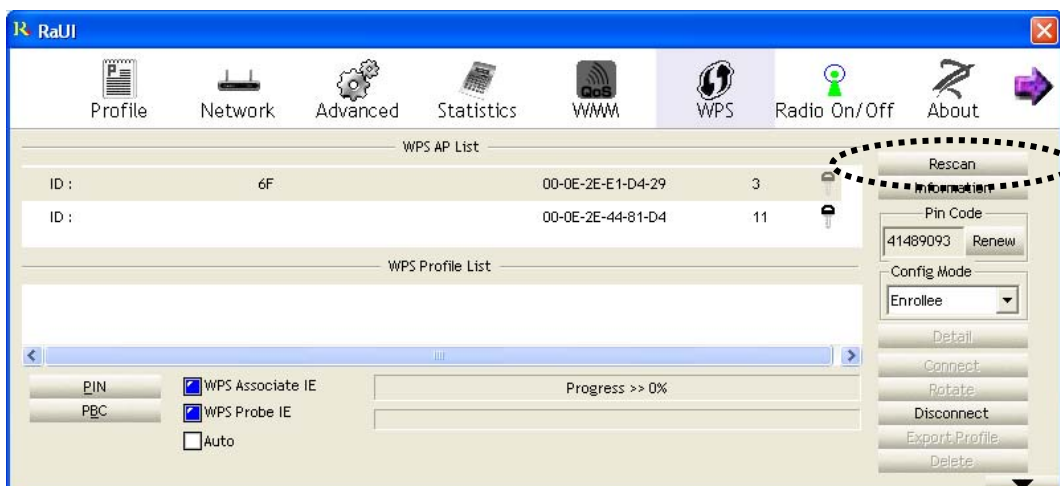 RaUI
Profile Network Advanced Statistics QoS WMM WPS Radio On/Off About
WPS AP List
ID : 6F 00-0E-2E-E1-D4-29 3
ID : 00-0E-2E-44-81-D4 11
WPS Profile List
Rescan
Information
Pin Code
41489093 Renew
Config Mode
Enrollee
Detail
Connect
Rotate
Disconnect
Export Profile
Delete
PIN WPS Associate IE Progress >> 0%
PBC WPS Probe IE
Auto